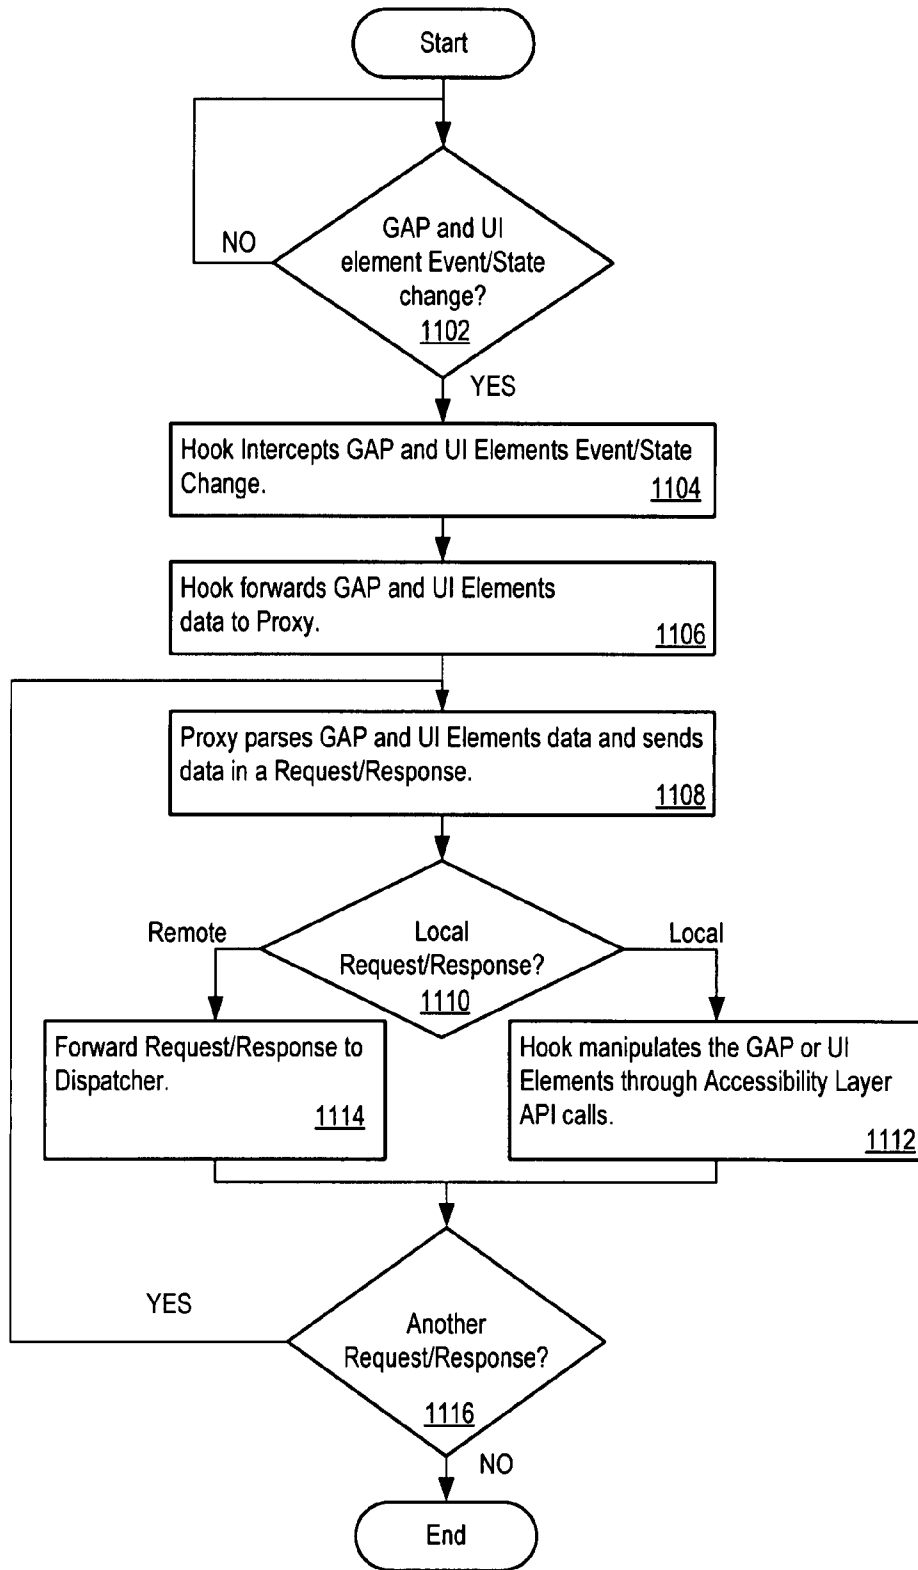 Start
NO
GAP and UI
element Event/State
change?
1102
YES
Hook Intercepts GAP and UI Elements Event/State
Change.
1104
Hook forwards GAP and UI Elements
data to Proxy.
1106
Proxy parses GAP and UI Elements data and sends
data in a Request/Response.
1108
Remote
Local
Request/Response?
1110
Local
Forward Request/Response to
Dispatcher.
1114
Hook manipulates the GAP or UI
Elements through Accessibility Layer
API calls.
1112
YES
Another
Request/Response?
1116
NO
End